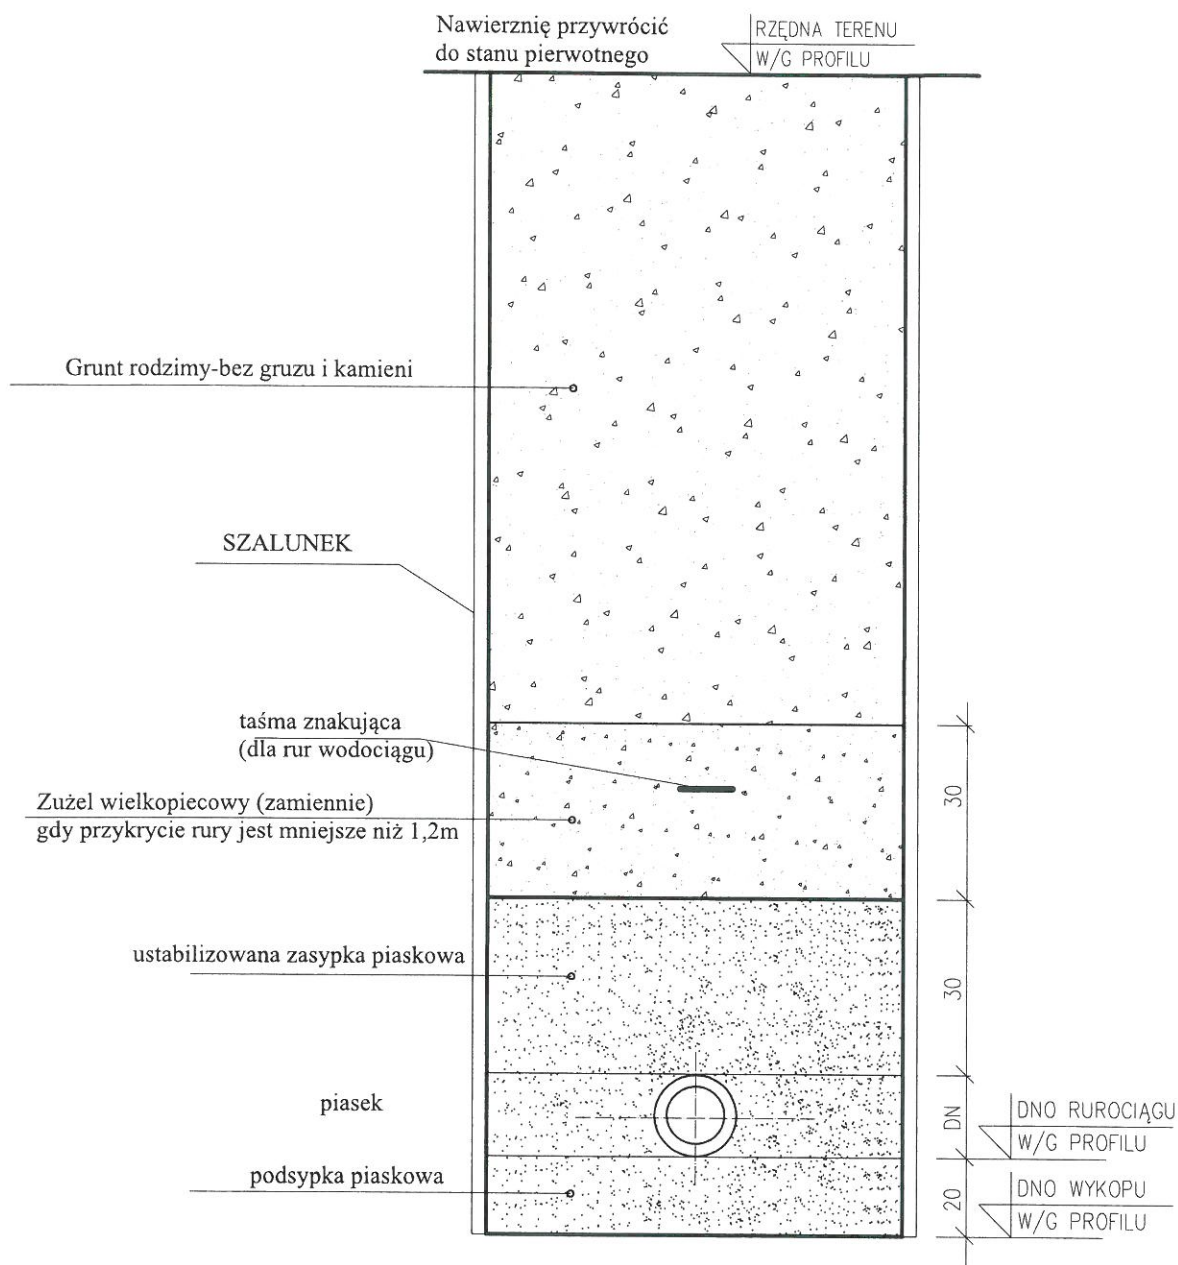 Nawierznię przywrócić
do stanu pierwotnego
RZĘDNA TERENU
W/G PROFILU
Grunt rodzimy-bez gruzu i kamieni
SZALUNEK
taśma znakująca
(dla rur wodociągu)
30
Zużel wielkopiecowy (zamiennie)
gdy przykrycie rury jest mniejsze niż 1,2m
ustabilizowana zasypka piaskowa
30
piasek
DN
DNO RUROCIĄGU
W/G PROFILU
podsypka piaskowa
20
DNO WYKOPU
W/G PROFILU